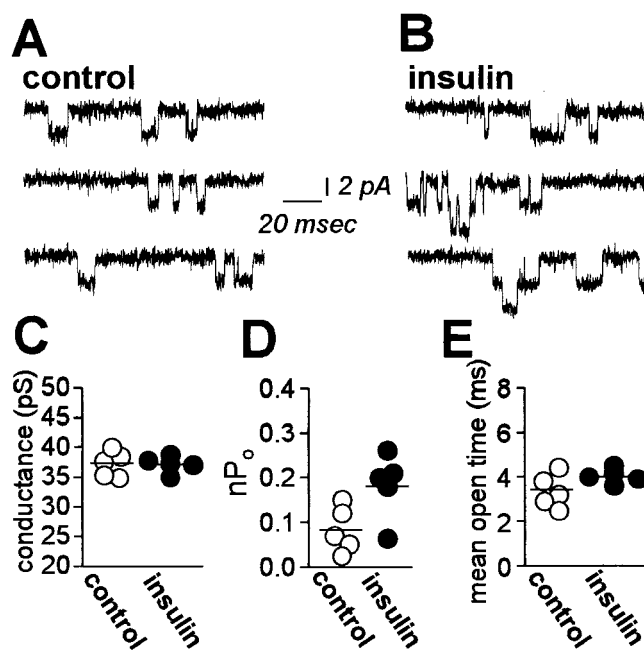 A
control
B
insulin
2 pA
20 msec
C
conductance (pS)
50
45
40
35
30
25
20
control
insulin
D
nPo
0.4
0.3
0.2
0.1
0.0
control
insulin
E
mean open time (ms)
8
6
4
2
0
control
insulin